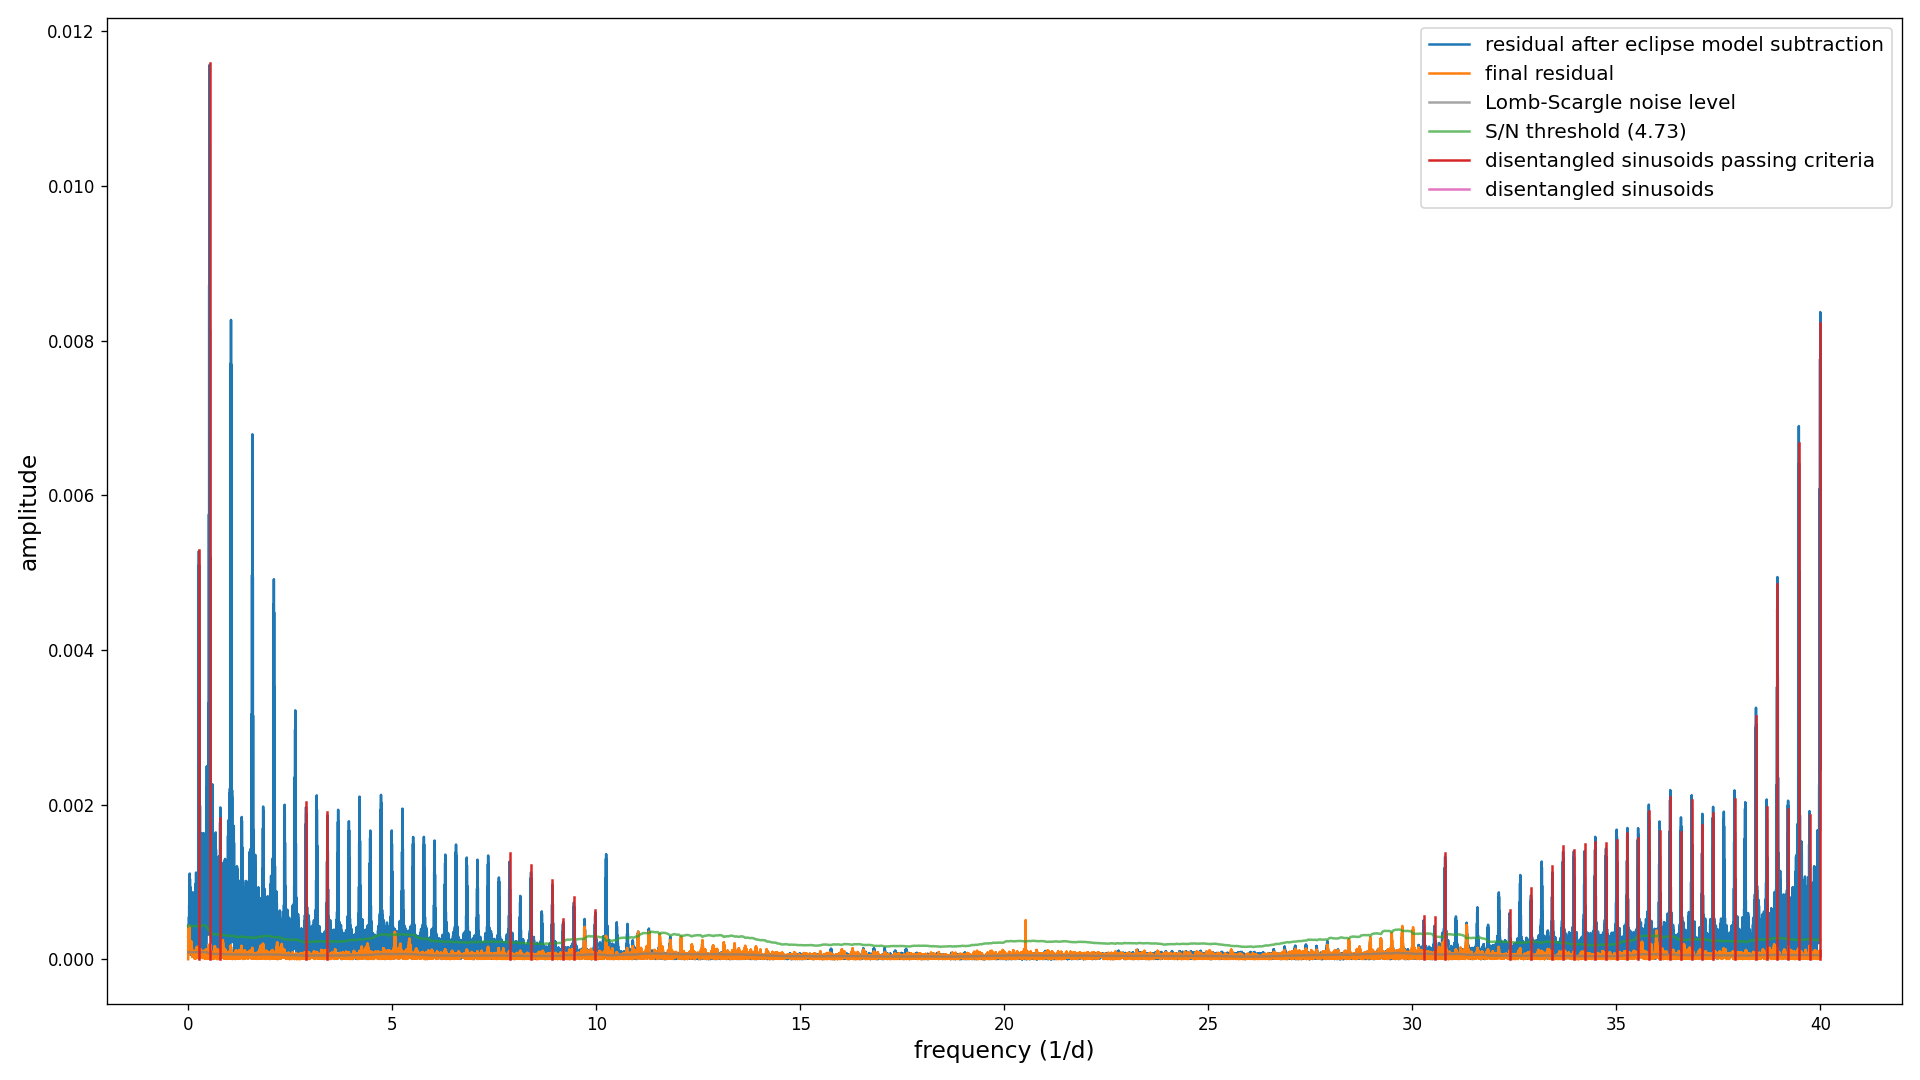 0.012
0.010
0.008
0.006
0.004
0.002
0.000
amplitude
residual after eclipse model subtraction
final residual
Lomb-Scargle noise level
S/N threshold (4.73)
disentangled sinusoids passing criteria
disentangled sinusoids
0 5 10 15 20 25 30 35 40
frequency (1/d)